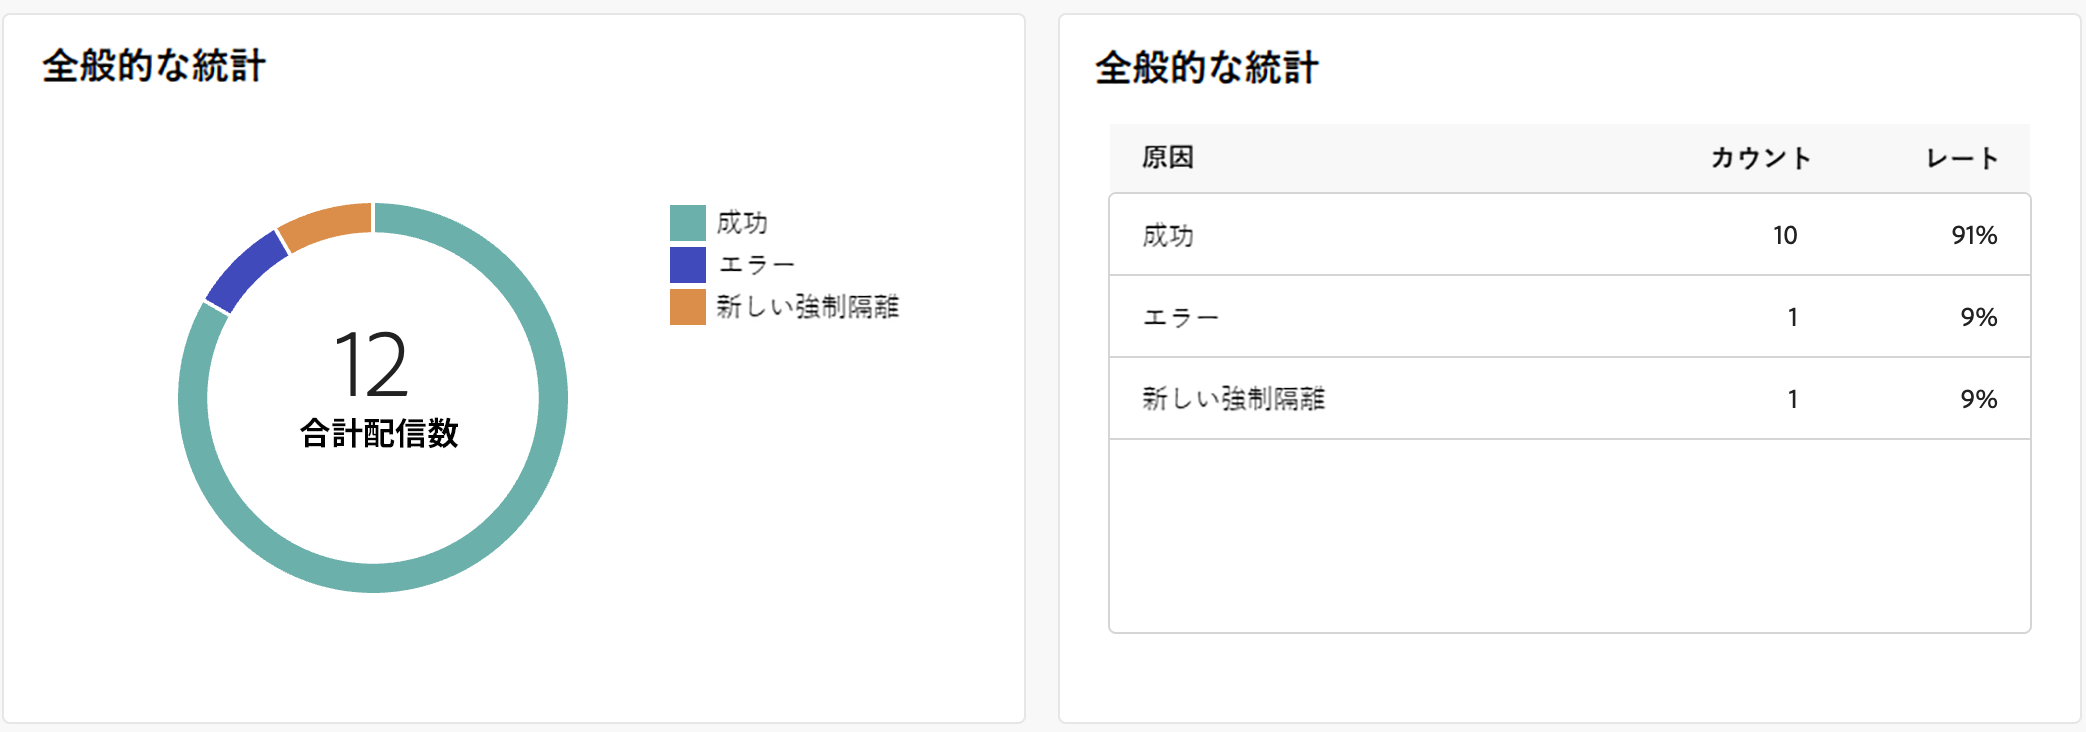 全般的な統計
12
合計配信数
成功
エラー
新しい強制隔離
全般的な統計
原因 カウント レート
成功 10 91%
エラー 1 9%
新しい強制隔離 1 9%